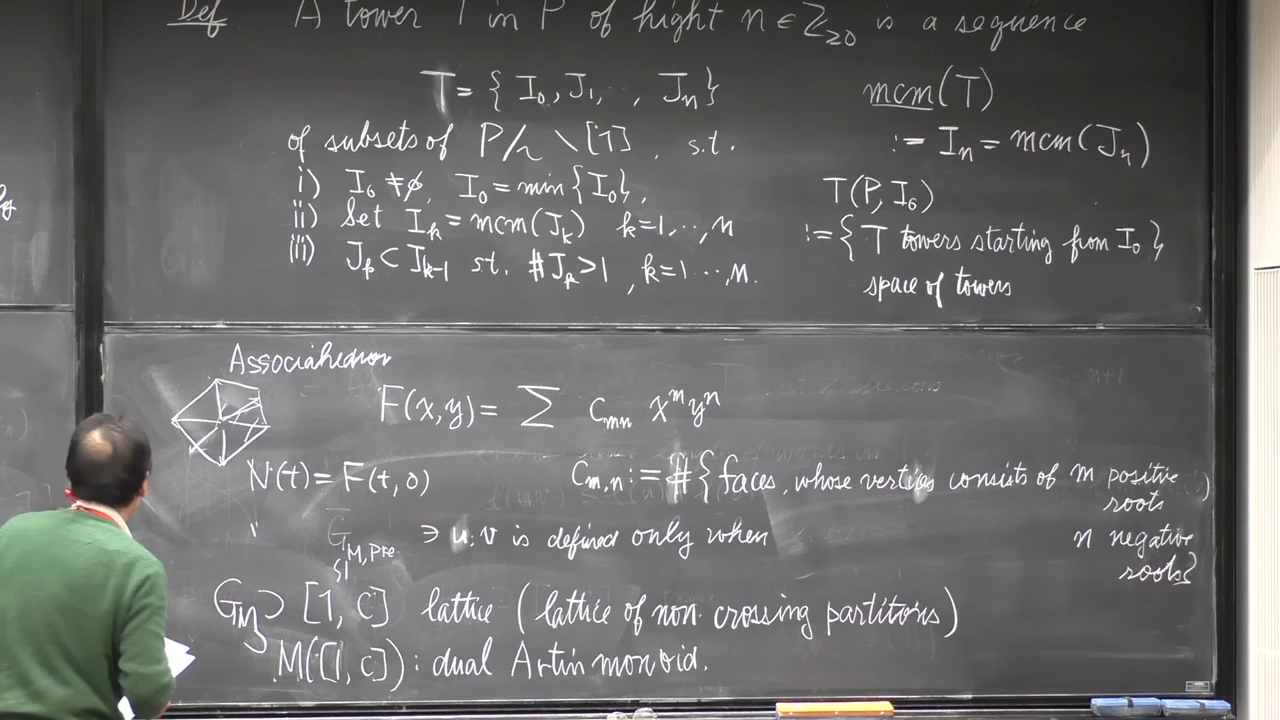 Def A tower T in P of hight n ∈ Z≥0 is a sequence
T = { I₀, J₁, ‥, Jₙ }
of subsets of P/~ \ [1] , s.t.
i) I₀ ≠ φ, I₀ = min{I₀},
ii) Set Iₖ = mcm(Jₖ) k=1,‥,n
iii) Jₖ ⊂ Jₖ₋₁ st. #Jₖ > 1 , k=1‥,n.
mcm(T)
:= Iₙ = mcm(Jₙ)
T(P, I₀)
:= { T towers starting from I₀ },
space of towers
Associahedron
F(x,y) = Σ cₘₙ xᵐyⁿ
N(t) = F(t,0)
Cₘ,ₙ := #{ faces, whose vertices consists of m positive
roots
n negative
roots}
G M,Pre ∋ u, v is defined only when
G ⊃ [1, c] lattice (lattice of non crossing partitions)
M([1, c]) : dual Artin monoid.